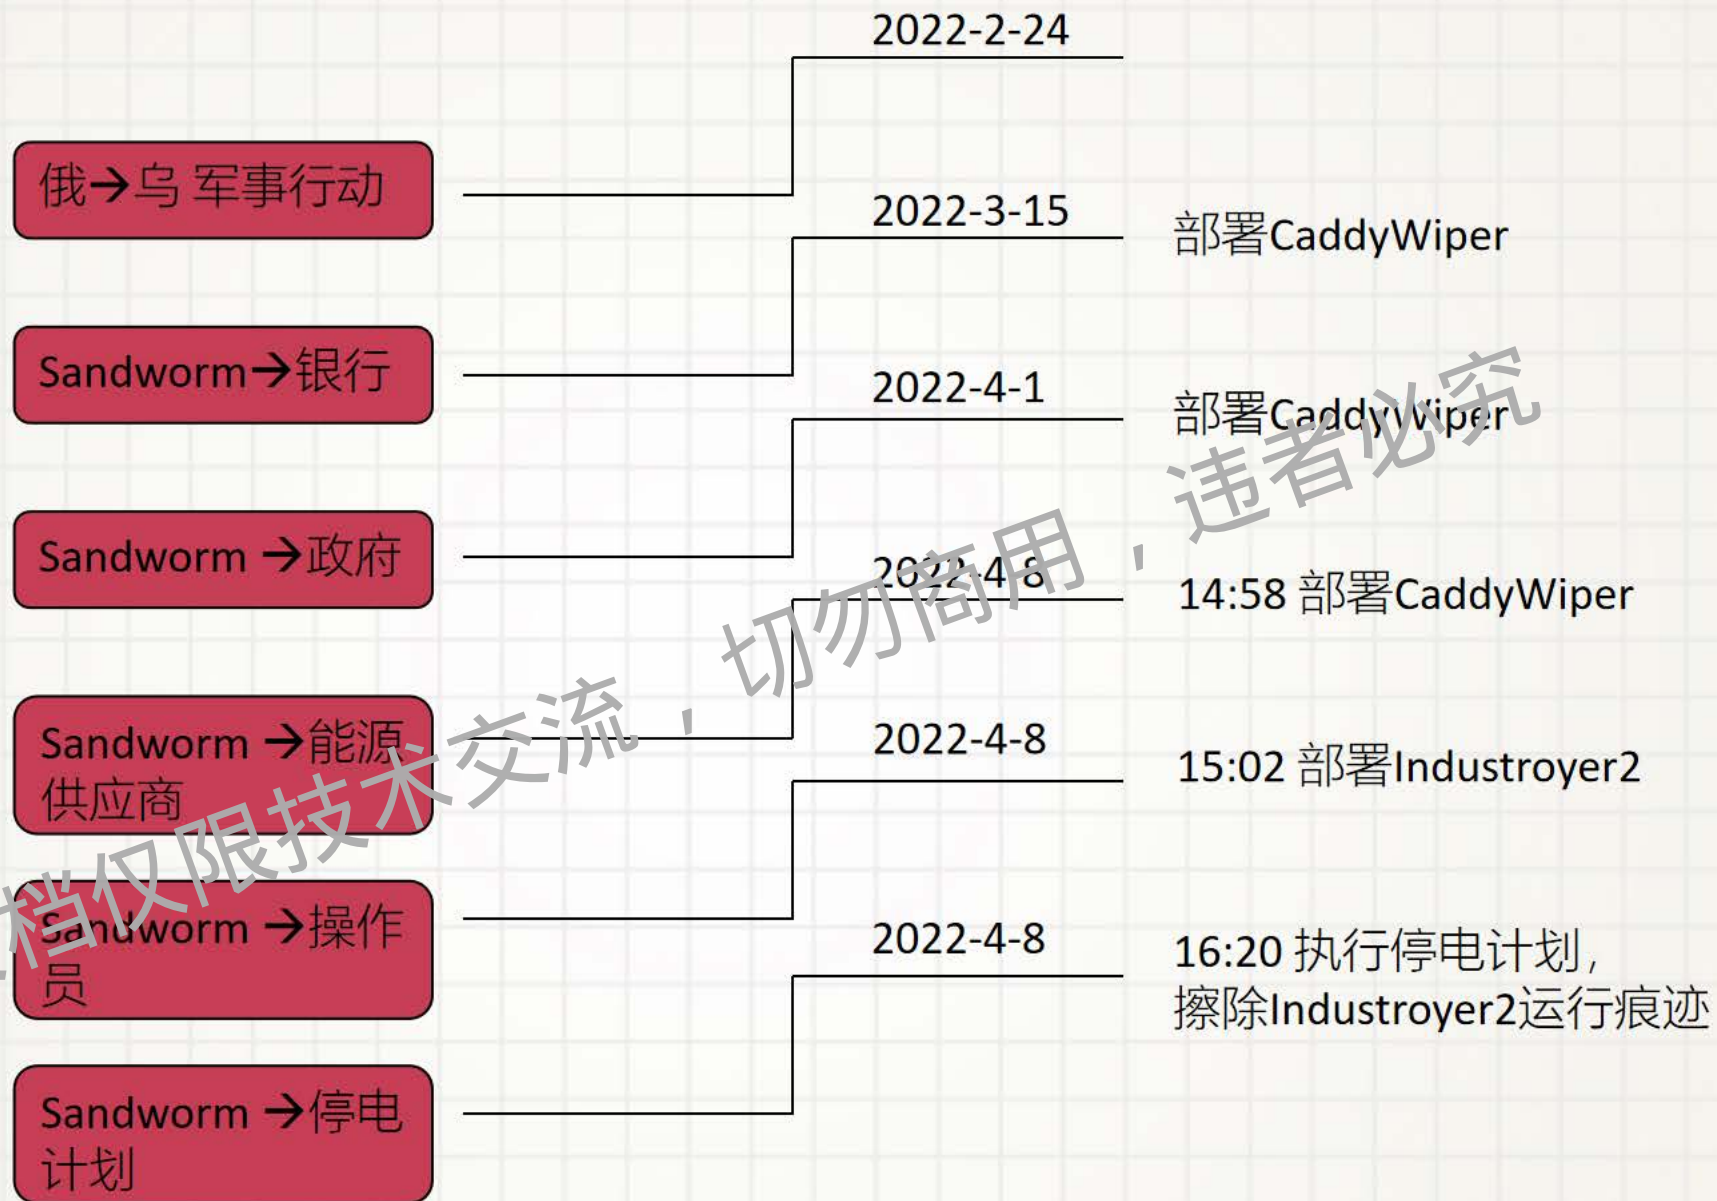 2022-2-24
俄→乌 军事行动
2022-3-15
部署CaddyWiper
Sandworm→银行
2022-4-1
部署CaddyWiper
Sandworm →政府
2022-4-8
14:58 部署CaddyWiper
Sandworm →能源
供应商
2022-4-8
15:02 部署Industroyer2
Sandworm →操作
员
2022-4-8
16:20 执行停电计划，
擦除Industroyer2运行痕迹
Sandworm →停电
计划
档仅限技术交流，切勿商用，违者必究